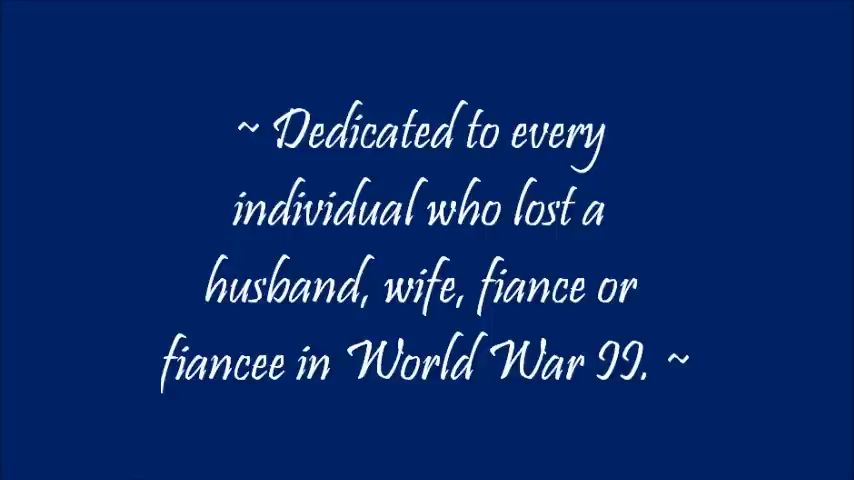 ~ Dedicated to every
individual who lost a
husband, wife, fiance or
fiancee in World War II. ~